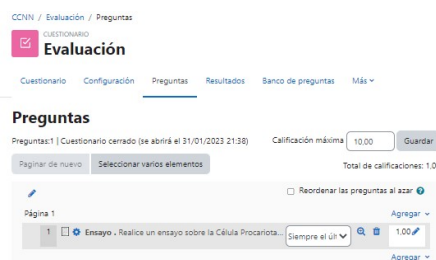 CCNN / Evaluación / Preguntas
CUESTIONARIO
Evaluación
Cuestionario Configuración Preguntas Resultados Banco de preguntas Más
Preguntas
Preguntas:1 | Cuestionario cerrado (se abrirá el 31/01/2023 21:38) Calificación máxima 10,00 Guardar
Paginar de nuevo Seleccionar varios elementos Total de calificaciones: 1,0
Reordenar las preguntas al azar ?
Página 1 Agregar
1 Ensayo . Realice un ensayo sobre la Célula Procariota... Siempre el últ 1,00
Agregar